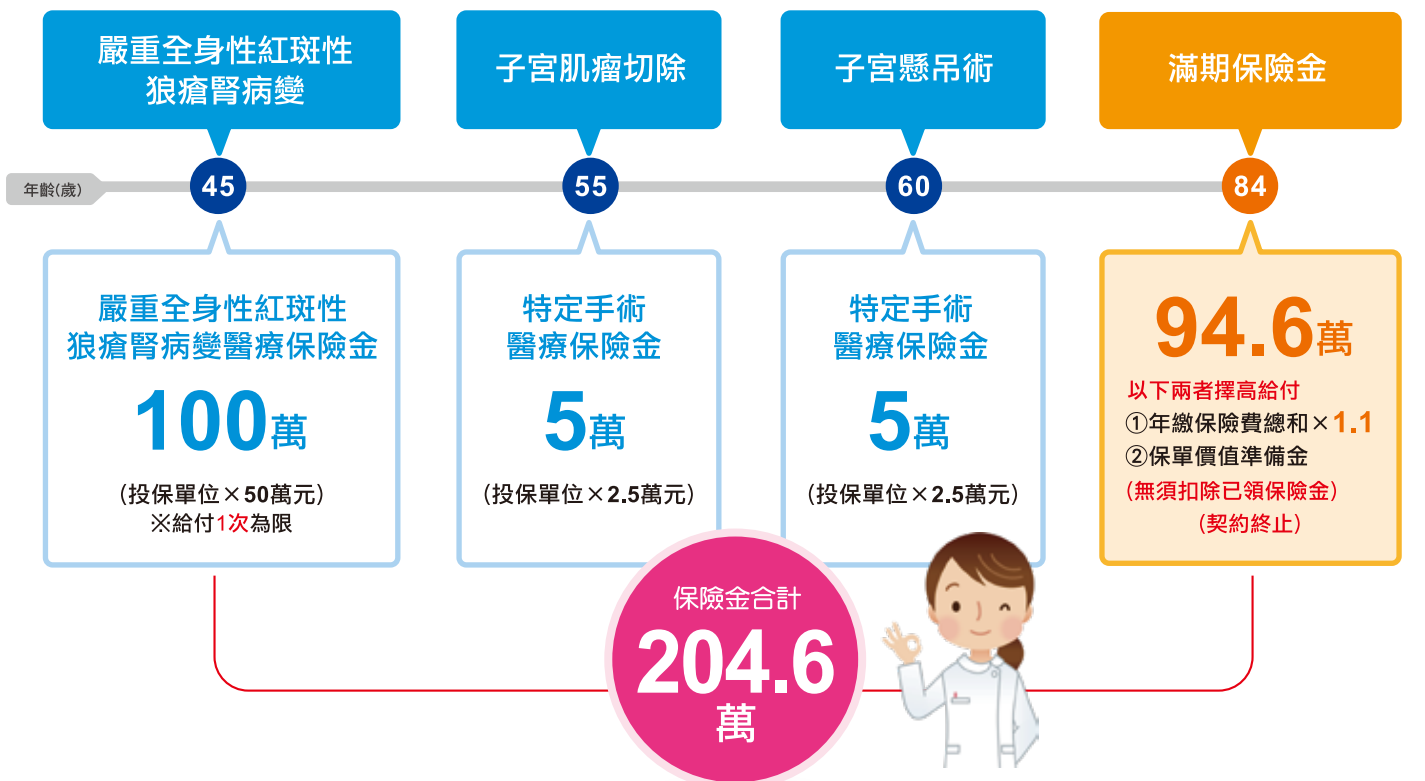 嚴重全身性紅斑性
狼瘡腎病變
子宮肌瘤切除
子宮懸吊術
滿期保險金
年齡(歲)
45
55
60
84
嚴重全身性紅斑性
狼瘡腎病變醫療保險金
100萬
(投保單位×50萬元)
※給付1次為限
特定手術
醫療保險金
5萬
(投保單位×2.5萬元)
特定手術
醫療保險金
5萬
(投保單位×2.5萬元)
94.6萬
以下兩者擇高給付
①年繳保險費總和×1.1
②保單價值準備金
(無須扣除已領保險金)
(契約終止)
保險金合計
204.6
萬